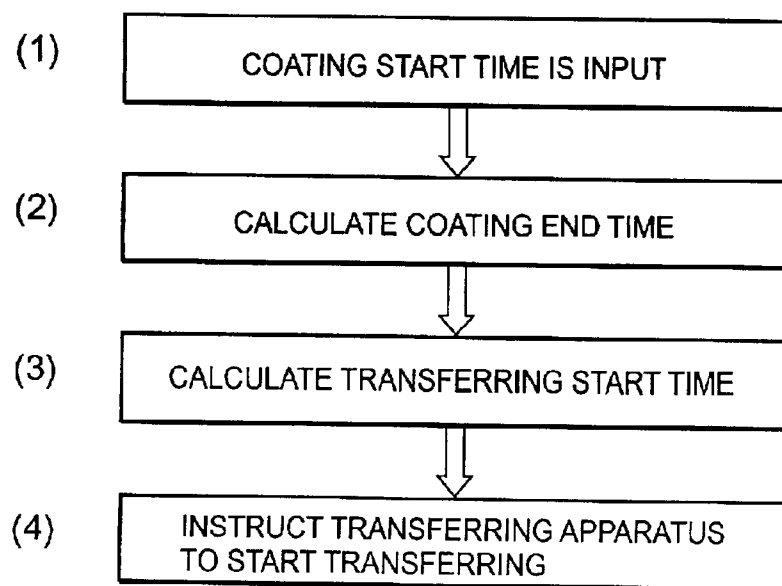 (1) COATING START TIME IS INPUT
(2) CALCULATE COATING END TIME
(3) CALCULATE TRANSFERRING START TIME
(4) INSTRUCT TRANSFERRING APPARATUS
TO START TRANSFERRING